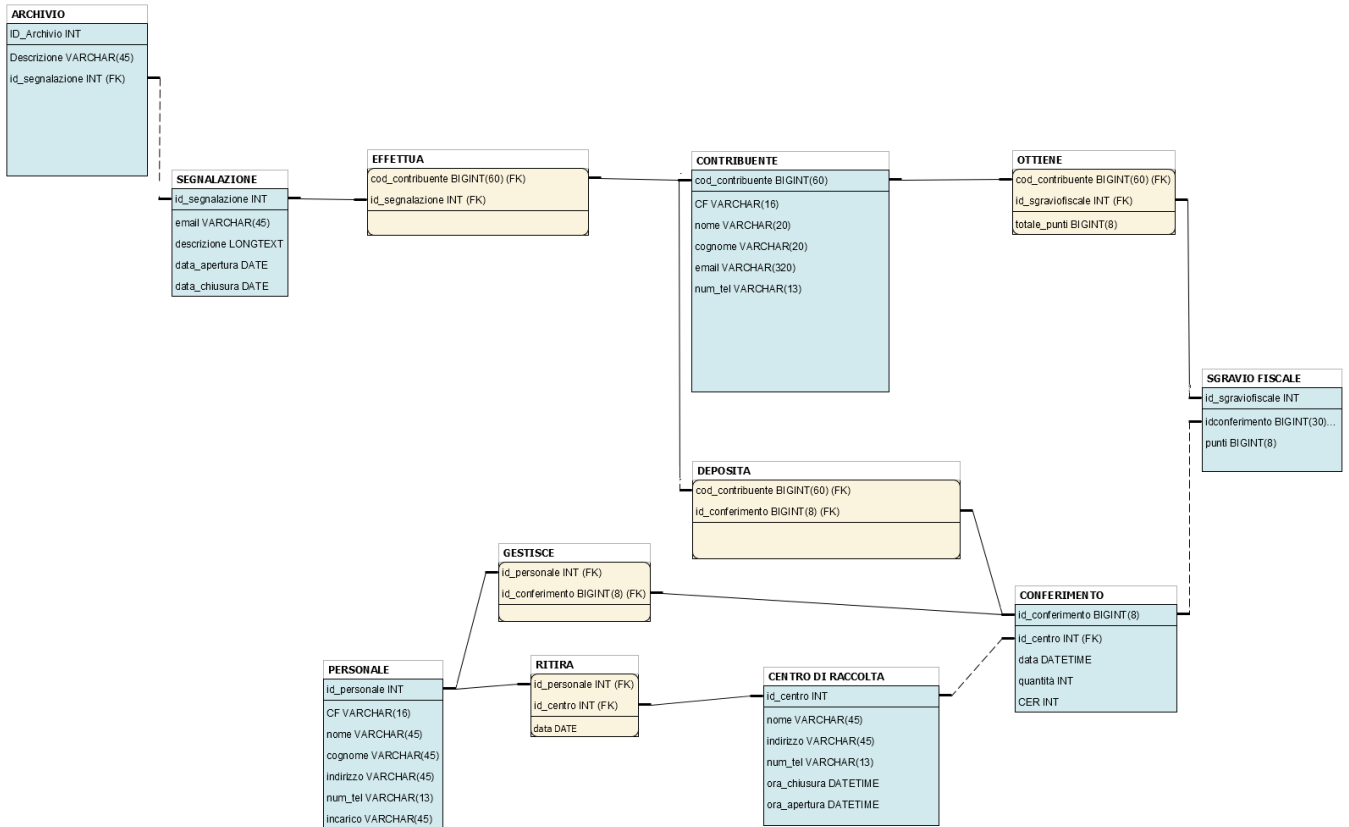 ARCHIVIO
ID_Archivio INT
Descrizione VARCHAR(45)
id_segnalazione INT (FK)
SEGNALAZIONE
id_segnalazione INT
email VARCHAR(45)
descrizione LONGTEXT
data_apertura DATE
data_chiusura DATE
EFFETTUA
cod_contribuente BIGINT(60) (FK)
id_segnalazione INT (FK)
CONTRIBUENTE
cod_contribuente BIGINT(60)
CF VARCHAR(16)
nome VARCHAR(20)
cognome VARCHAR(20)
email VARCHAR(320)
num_tel VARCHAR(13)
OTTIENE
cod_contribuente BIGINT(60) (FK)
id_sgraviofiscale INT (FK)
totale_punti BIGINT(8)
SGRAVIO FISCALE
id_sgraviofiscale INT
idconferimento BIGINT(30)...
punti BIGINT(8)
DEPOSITA
cod_contribuente BIGINT(60) (FK)
id_conferimento BIGINT(8) (FK)
GESTISCE
id_personale INT (FK)
id_conferimento BIGINT(8) (FK)
CONFERIMENTO
id_conferimento BIGINT(8)
id_centro INT (FK)
data DATETIME
quantità INT
CER INT
PERSONALE
id_personale INT
CF VARCHAR(16)
nome VARCHAR(45)
cognome VARCHAR(45)
indirizzo VARCHAR(45)
num_tel VARCHAR(13)
incarico VARCHAR(45)
RITIRA
id_personale INT (FK)
id_centro INT (FK)
data DATE
CENTRO DI RACCOLTA
id_centro INT
nome VARCHAR(45)
indirizzo VARCHAR(45)
num_tel VARCHAR(13)
ora_chiusura DATETIME
ora_apertura DATETIME